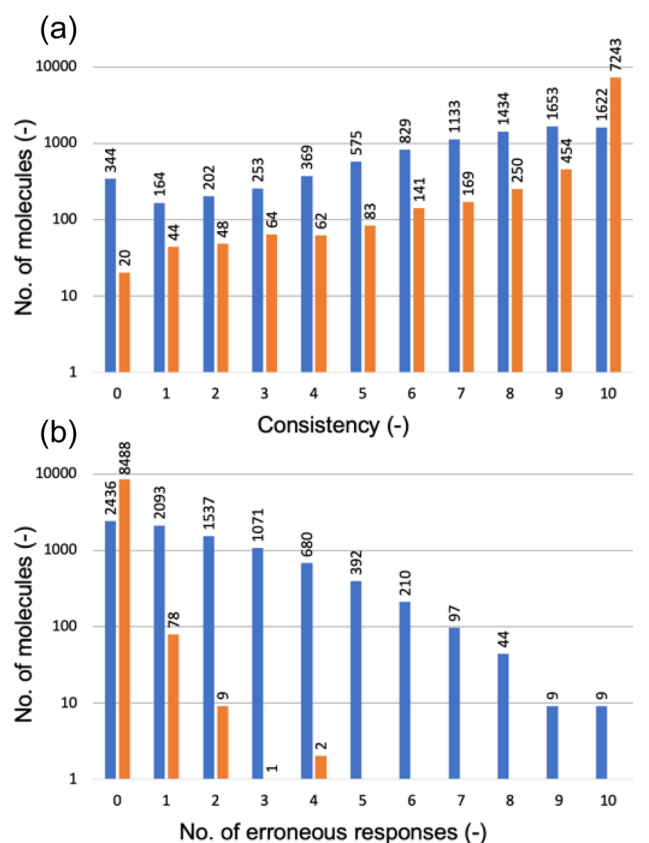 (a)
No. of molecules (-)
10000
1000
100
10
1
344 20 164 44 202 48 253 64 369 62 575 83 829 141 1133 169 1434 250 1653 454 1622 7243
0 1 2 3 4 5 6 7 8 9 10
Consistency (-)
(b)
No. of molecules (-)
10000
1000
100
10
1
2436 8488 2093 78 1537 9 1071 1 680 2 392 210 97 44 9 9
0 1 2 3 4 5 6 7 8 9 10
No. of erroneous responses (-)